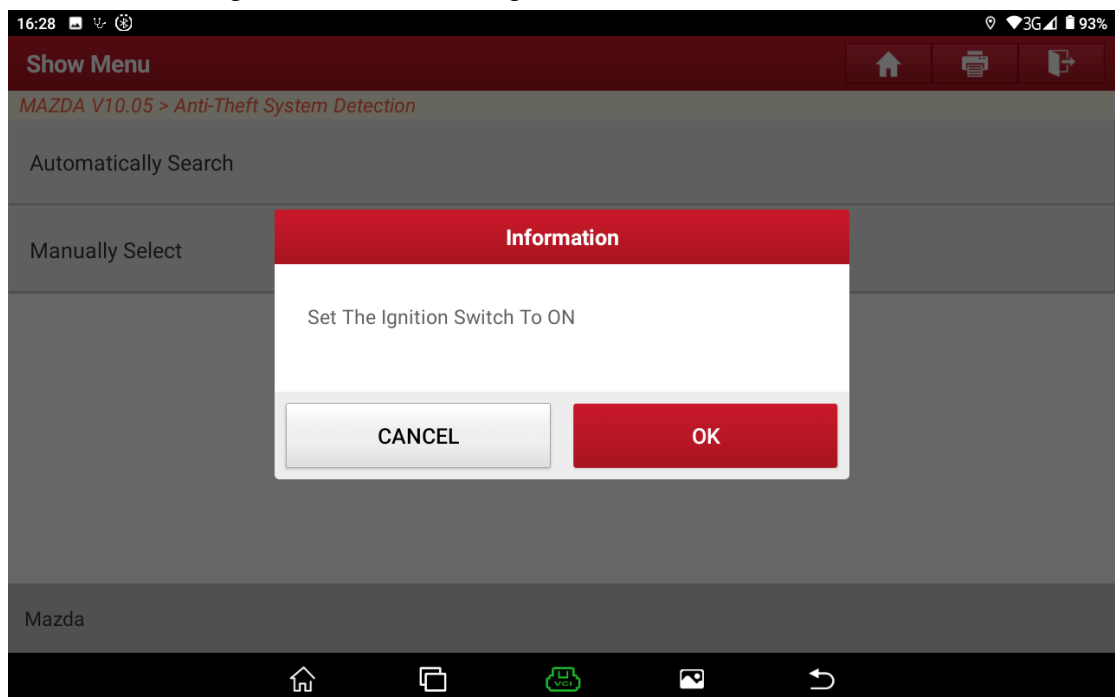 16:28
3G 93%
Show Menu
MAZDA V10.05 > Anti-Theft System Detection
Automatically Search
Manually Select
Information
Set The Ignition Switch To ON
CANCEL
OK
Mazda
VCI